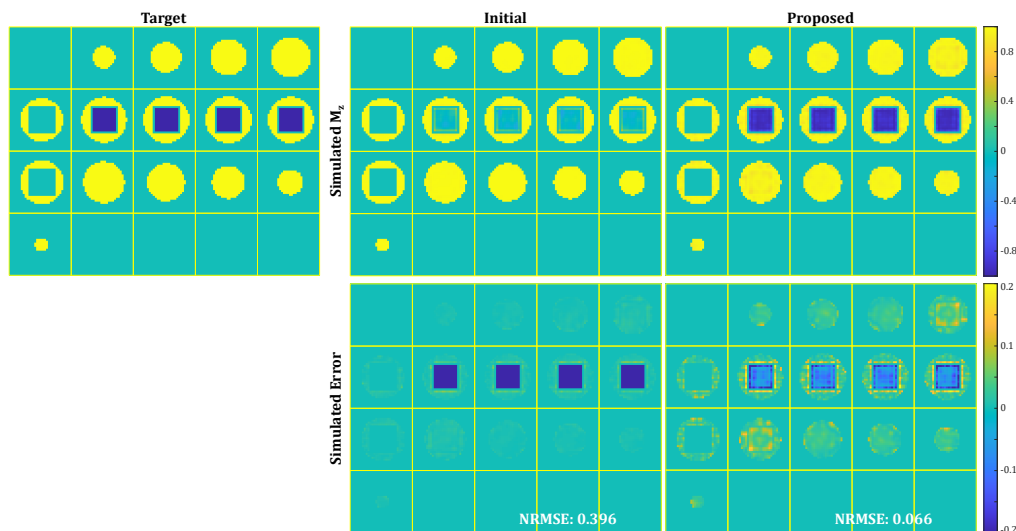 Target
Initial
Proposed
Simulated Mz
0.8
0.4
0
-0.4
-0.8
Simulated Error
0.2
0.1
0
-0.1
-0.2
NRMSE: 0.396
NRMSE: 0.066